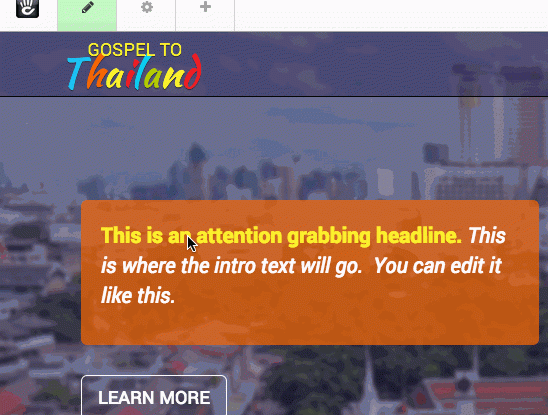 GOSPEL TO
Thailand
This is an attention grabbing headline. This
is where the intro text will go.  You can edit it
like this.
LEARN MORE